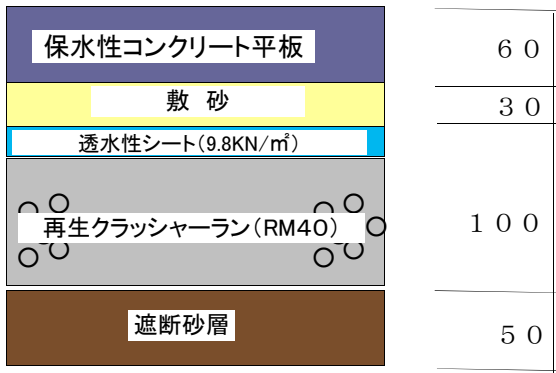 保水性コンクリート平板
60
敷 砂
30
透水性シート(9.8KN/㎡)
再生クラッシャーラン(RM40)
100
遮断砂層
50